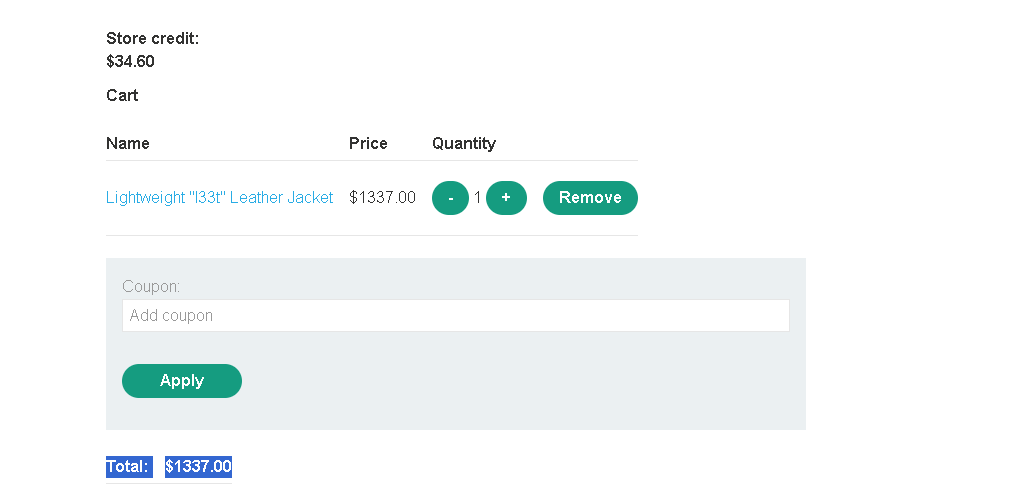 Store credit:
$34.60
Cart
Name Price Quantity
Lightweight "l33t" Leather Jacket $1337.00 - 1 + Remove
Coupon:
Add coupon
Apply
Total: $1337.00